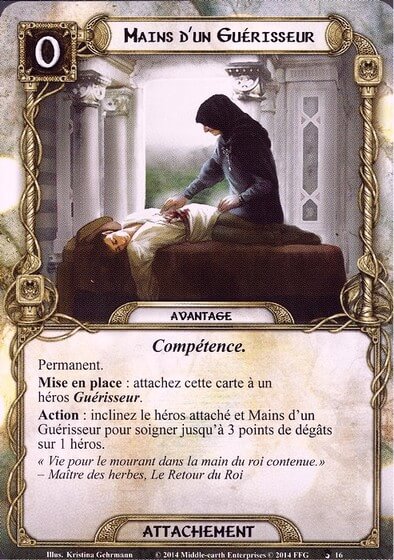 0
Mains d'un Guérisseur
Avantage
Compétence.
Permanent.
Mise en place : attachez cette carte à un
héros Guérisseur.
Action : inclinez le héros attaché et Mains d'un
Guérisseur pour soigner jusqu'à 3 points de dégâts
sur 1 héros.
« Vie pour le mourant dans la main du roi contenue.»
– Maître des herbes, Le Retour du Roi
Attachement
Illus. Kristina Gehrmann © 2014 Middle-earth Enterprises © 2014 FFG 16